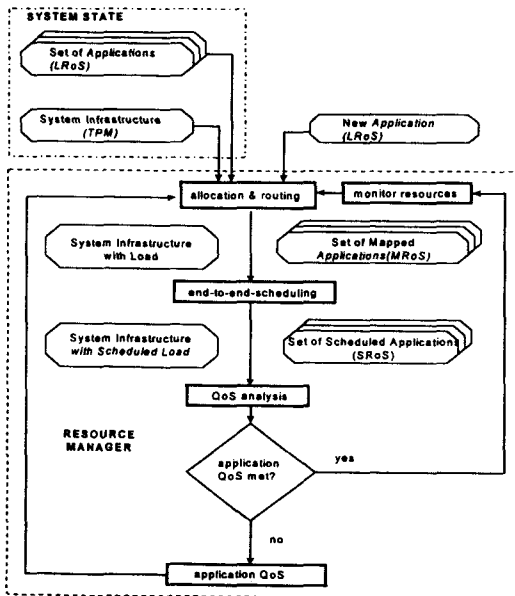 SYSTEM STATE
Set of Applications
(LRoS)
System Infrastructure
(TPM)
New Application
(LRoS)
allocation & routing
monitor resources
System Infrastructure
with Load
Set of Mapped
Applications(MRoS)
end-to-end-scheduling
System Infrastructure
with Scheduled Load
Set of Scheduled Applications
(SRoS)
QoS analysis
RESOURCE
MANAGER
application
QoS met?
yes
no
application QoS